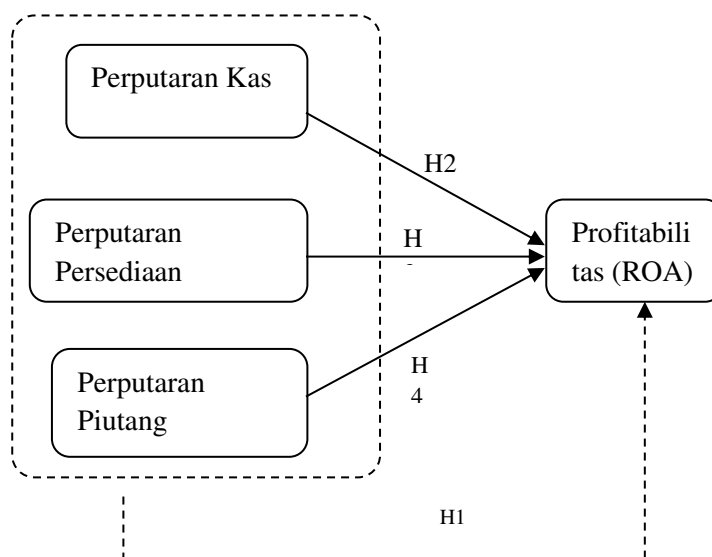 Perputaran Kas
H2
Perputaran
Persediaan
H
Profitabili
tas (ROA)
Perputaran
Piutang
H
4
H1